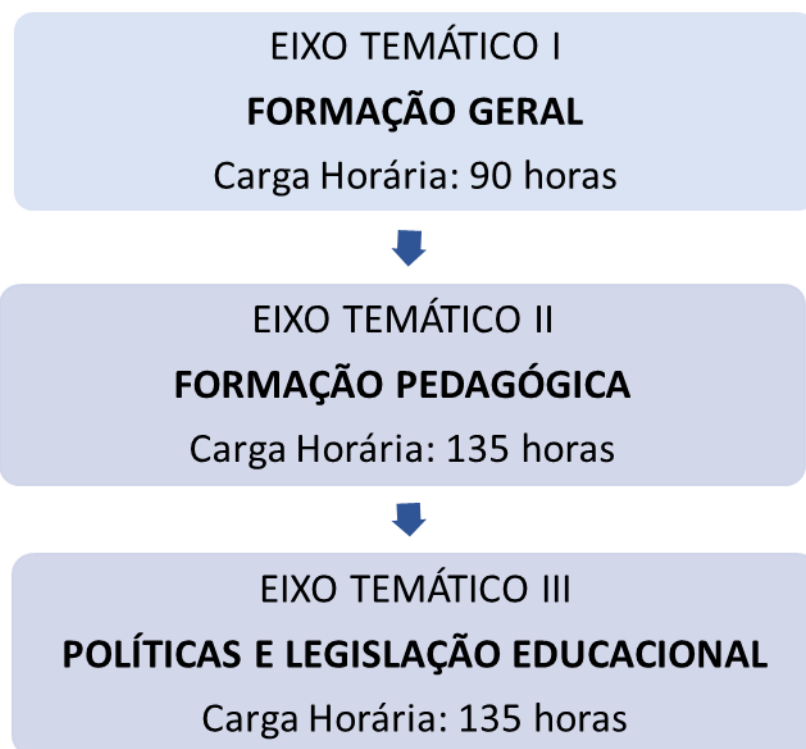 EIXO TEMÁTICO I
FORMAÇÃO GERAL
Carga Horária: 90 horas
EIXO TEMÁTICO II
FORMAÇÃO PEDAGÓGICA
Carga Horária: 135 horas
EIXO TEMÁTICO III
POLÍTICAS E LEGISLAÇÃO EDUCACIONAL
Carga Horária: 135 horas